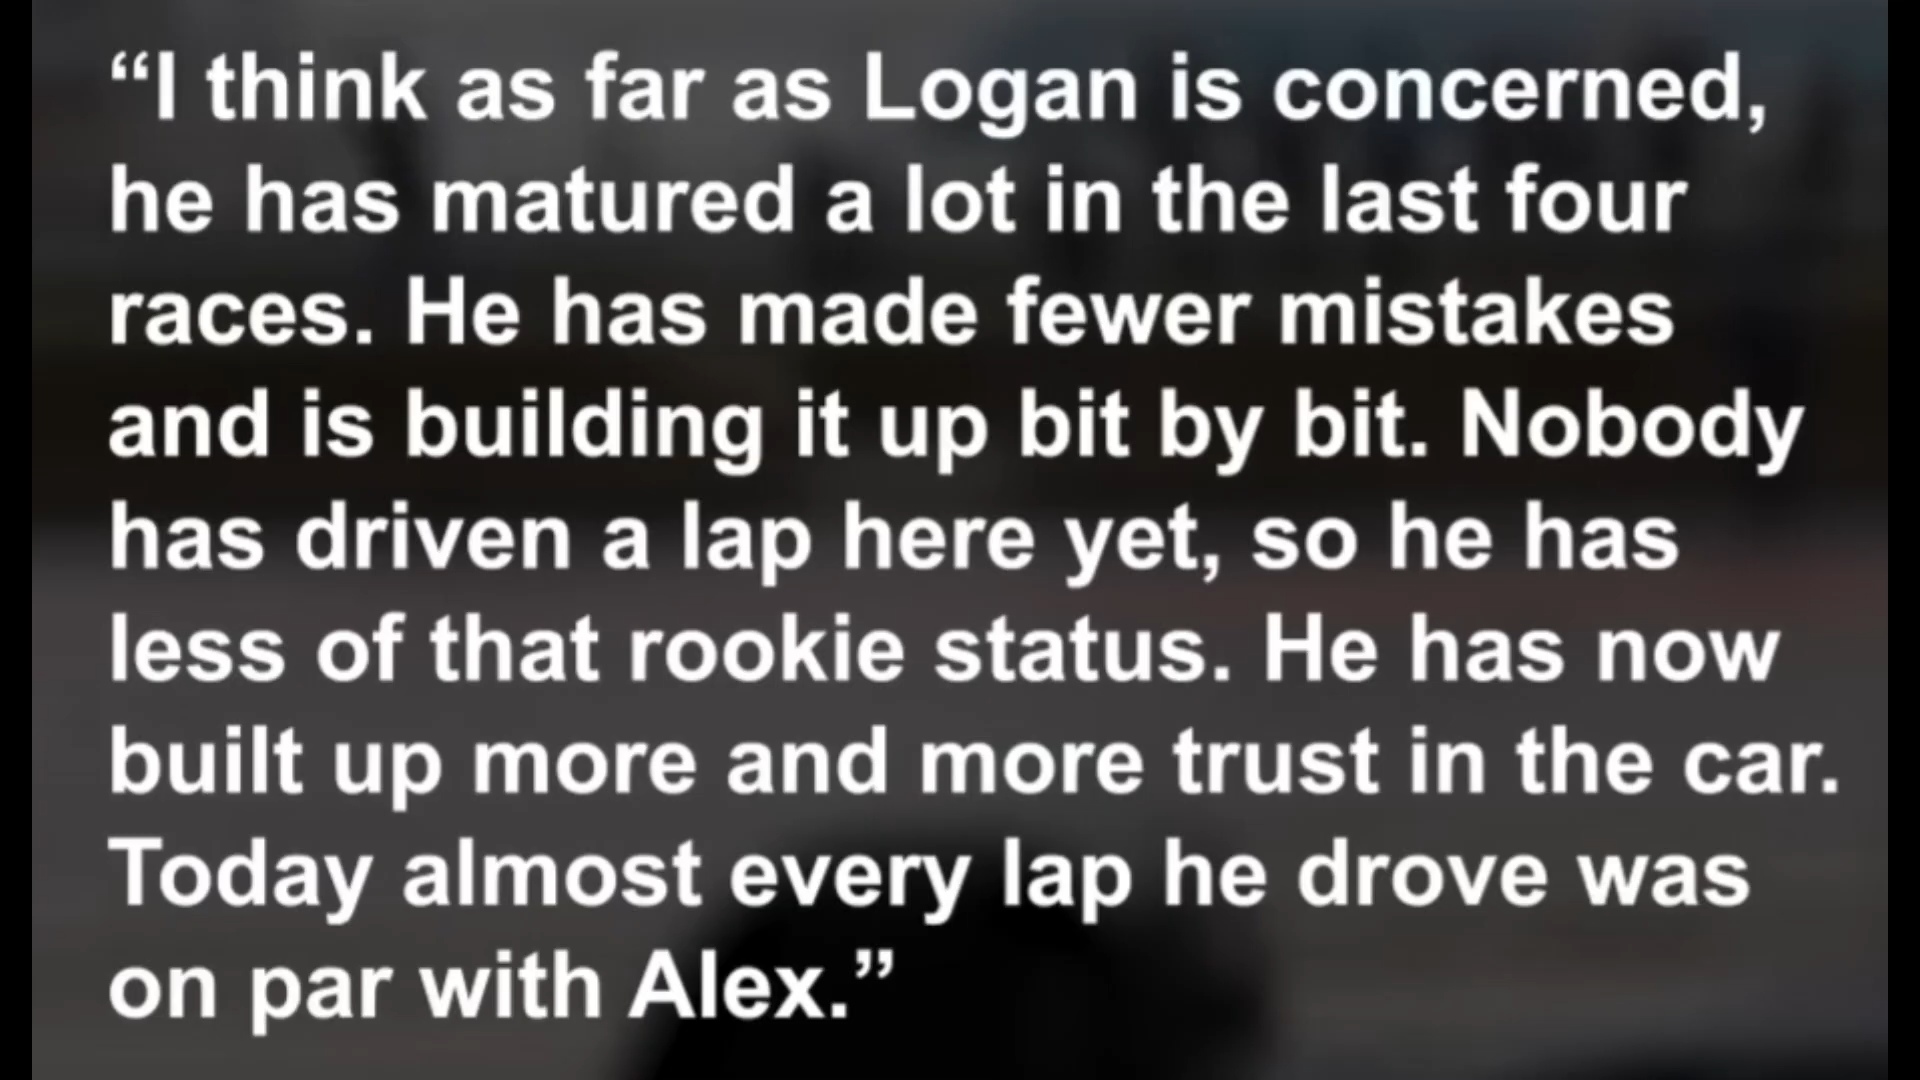 “I think as far as Logan is concerned,
he has matured a lot in the last four
races. He has made fewer mistakes
and is building it up bit by bit. Nobody
has driven a lap here yet, so he has
less of that rookie status. He has now
built up more and more trust in the car.
Today almost every lap he drove was
on par with Alex.”